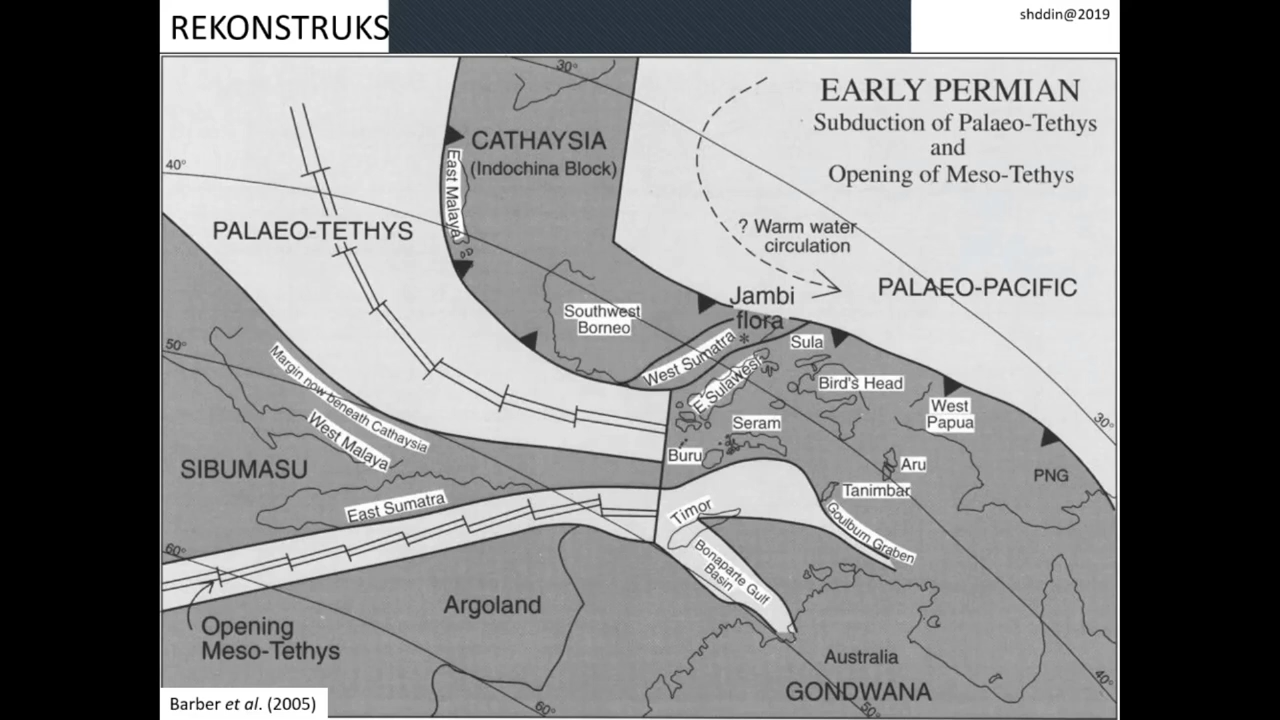 REKONSTRUKS
shddin@2019
EARLY PERMIAN
Subduction of Palaeo-Tethys
and
Opening of Meso-Tethys
30°
CATHAYSIA
(Indochina Block)
East Malaya
40°
PALAEO-TETHYS
? Warm water
circulation
PALAEO-PACIFIC
Jambi
flora
*
Southwest
Borneo
West Sumatra
Sula
E.Sulawesi
Bird's Head
50°
Margin now beneath Cathaysia
West Malaya
West
Papua
30°
Seram
Buru
SIBUMASU
Aru
PNG
Tanimbar
East Sumatra
Timor
Goulburn Graben
60°
Bonaparte Gulf
Basin
Argoland
Opening
Meso-Tethys
Australia
GONDWANA
40°
Barber et al. (2005)
60°
50°